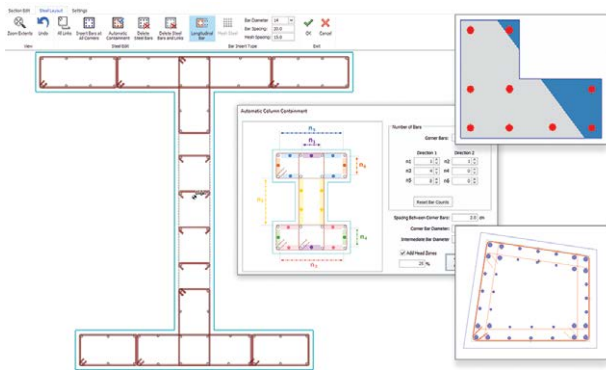 Section Edit Steel Layout Settings
Zoom Extents Undo All Links Insert Bars at All Corners Automatic Containment Delete Steel Bars Delete Steel Bars and Links Longitudinal Bar Mesh Steel Bar Diameter: 14 OK Cancel
Bar Spacing: 20.0
Mesh Spacing: 15.0
View Steel Edit Bar Insert Type Exit
Automatic Column Containment
Number of Bars
Corner Bars:
Direction 1 Direction 2
n1 n2
n3 n4
n5 n6
Reset Bar Counts
Spacing Between Corner Bars:
Corner Bar Diameter:
Intermediate Bar Diameter
Add Head Zones
%